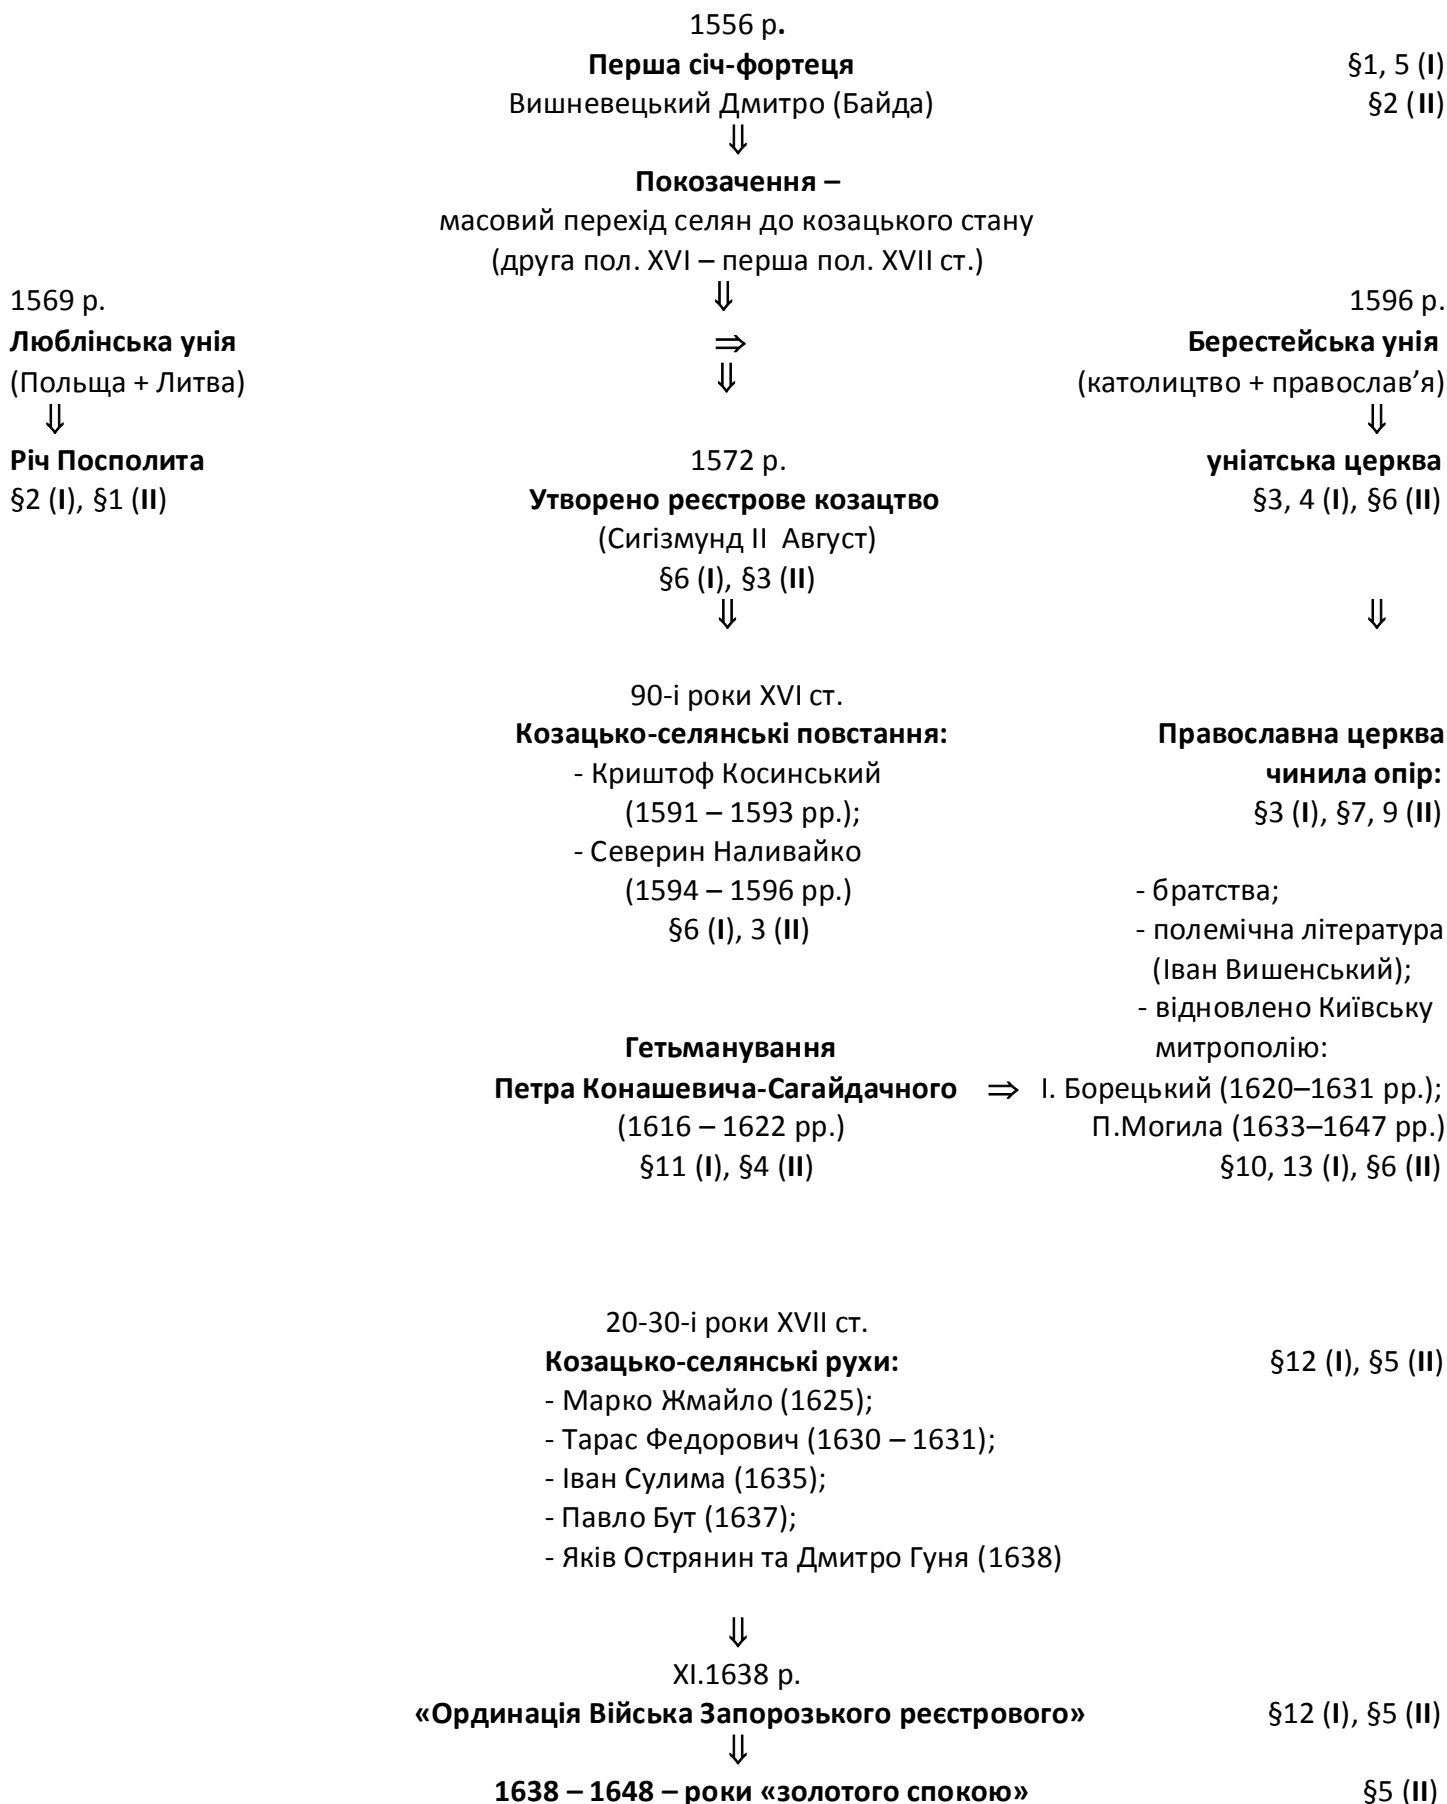 1556 р.
Перша січ-фортеця §1, 5 (I)
Вишневецький Дмитро (Байда) §2 (II)
⇓
Покозачення –
масовий перехід селян до козацького стану
(друга пол. XVI – перша пол. XVII ст.)
1569 р. ⇓ 1596 р.
Люблінська унія ⇒ Берестейська унія
(Польща + Литва) ⇓ (католицтво + православ’я)
⇓ ⇓
Річ Посполита 1572 р. уніатська церква
§2 (I), §1 (II) Утворено реєстрове козацтво §3, 4 (I), §6 (II)
(Сигізмунд II Август)
§6 (I), §3 (II)
⇓ ⇓
90-і роки XVI ст.
Козацько-селянські повстання: Православна церква
- Криштоф Косинський чинила опір:
(1591 – 1593 рр.); §3 (I), §7, 9 (II)
- Северин Наливайко
(1594 – 1596 рр.) - братства;
§6 (I), 3 (II) - полемічна література
(Іван Вишенський);
- відновлено Київську
Гетьманування митрополію:
Петра Конашевича-Сагайдачного ⇒ І. Борецький (1620–1631 рр.);
(1616 – 1622 рр.) П.Могила (1633–1647 рр.)
§11 (I), §4 (II) §10, 13 (I), §6 (II)
20-30-і роки XVII ст.
Козацько-селянські рухи: §12 (I), §5 (II)
- Марко Жмайло (1625);
- Тарас Федорович (1630 – 1631);
- Іван Сулима (1635);
- Павло Бут (1637);
- Яків Острянин та Дмитро Гуня (1638)
⇓
XI.1638 р.
«Ординація Війська Запорозького реєстрового» §12 (I), §5 (II)
⇓
1638 – 1648 – роки «золотого спокою» §5 (II)